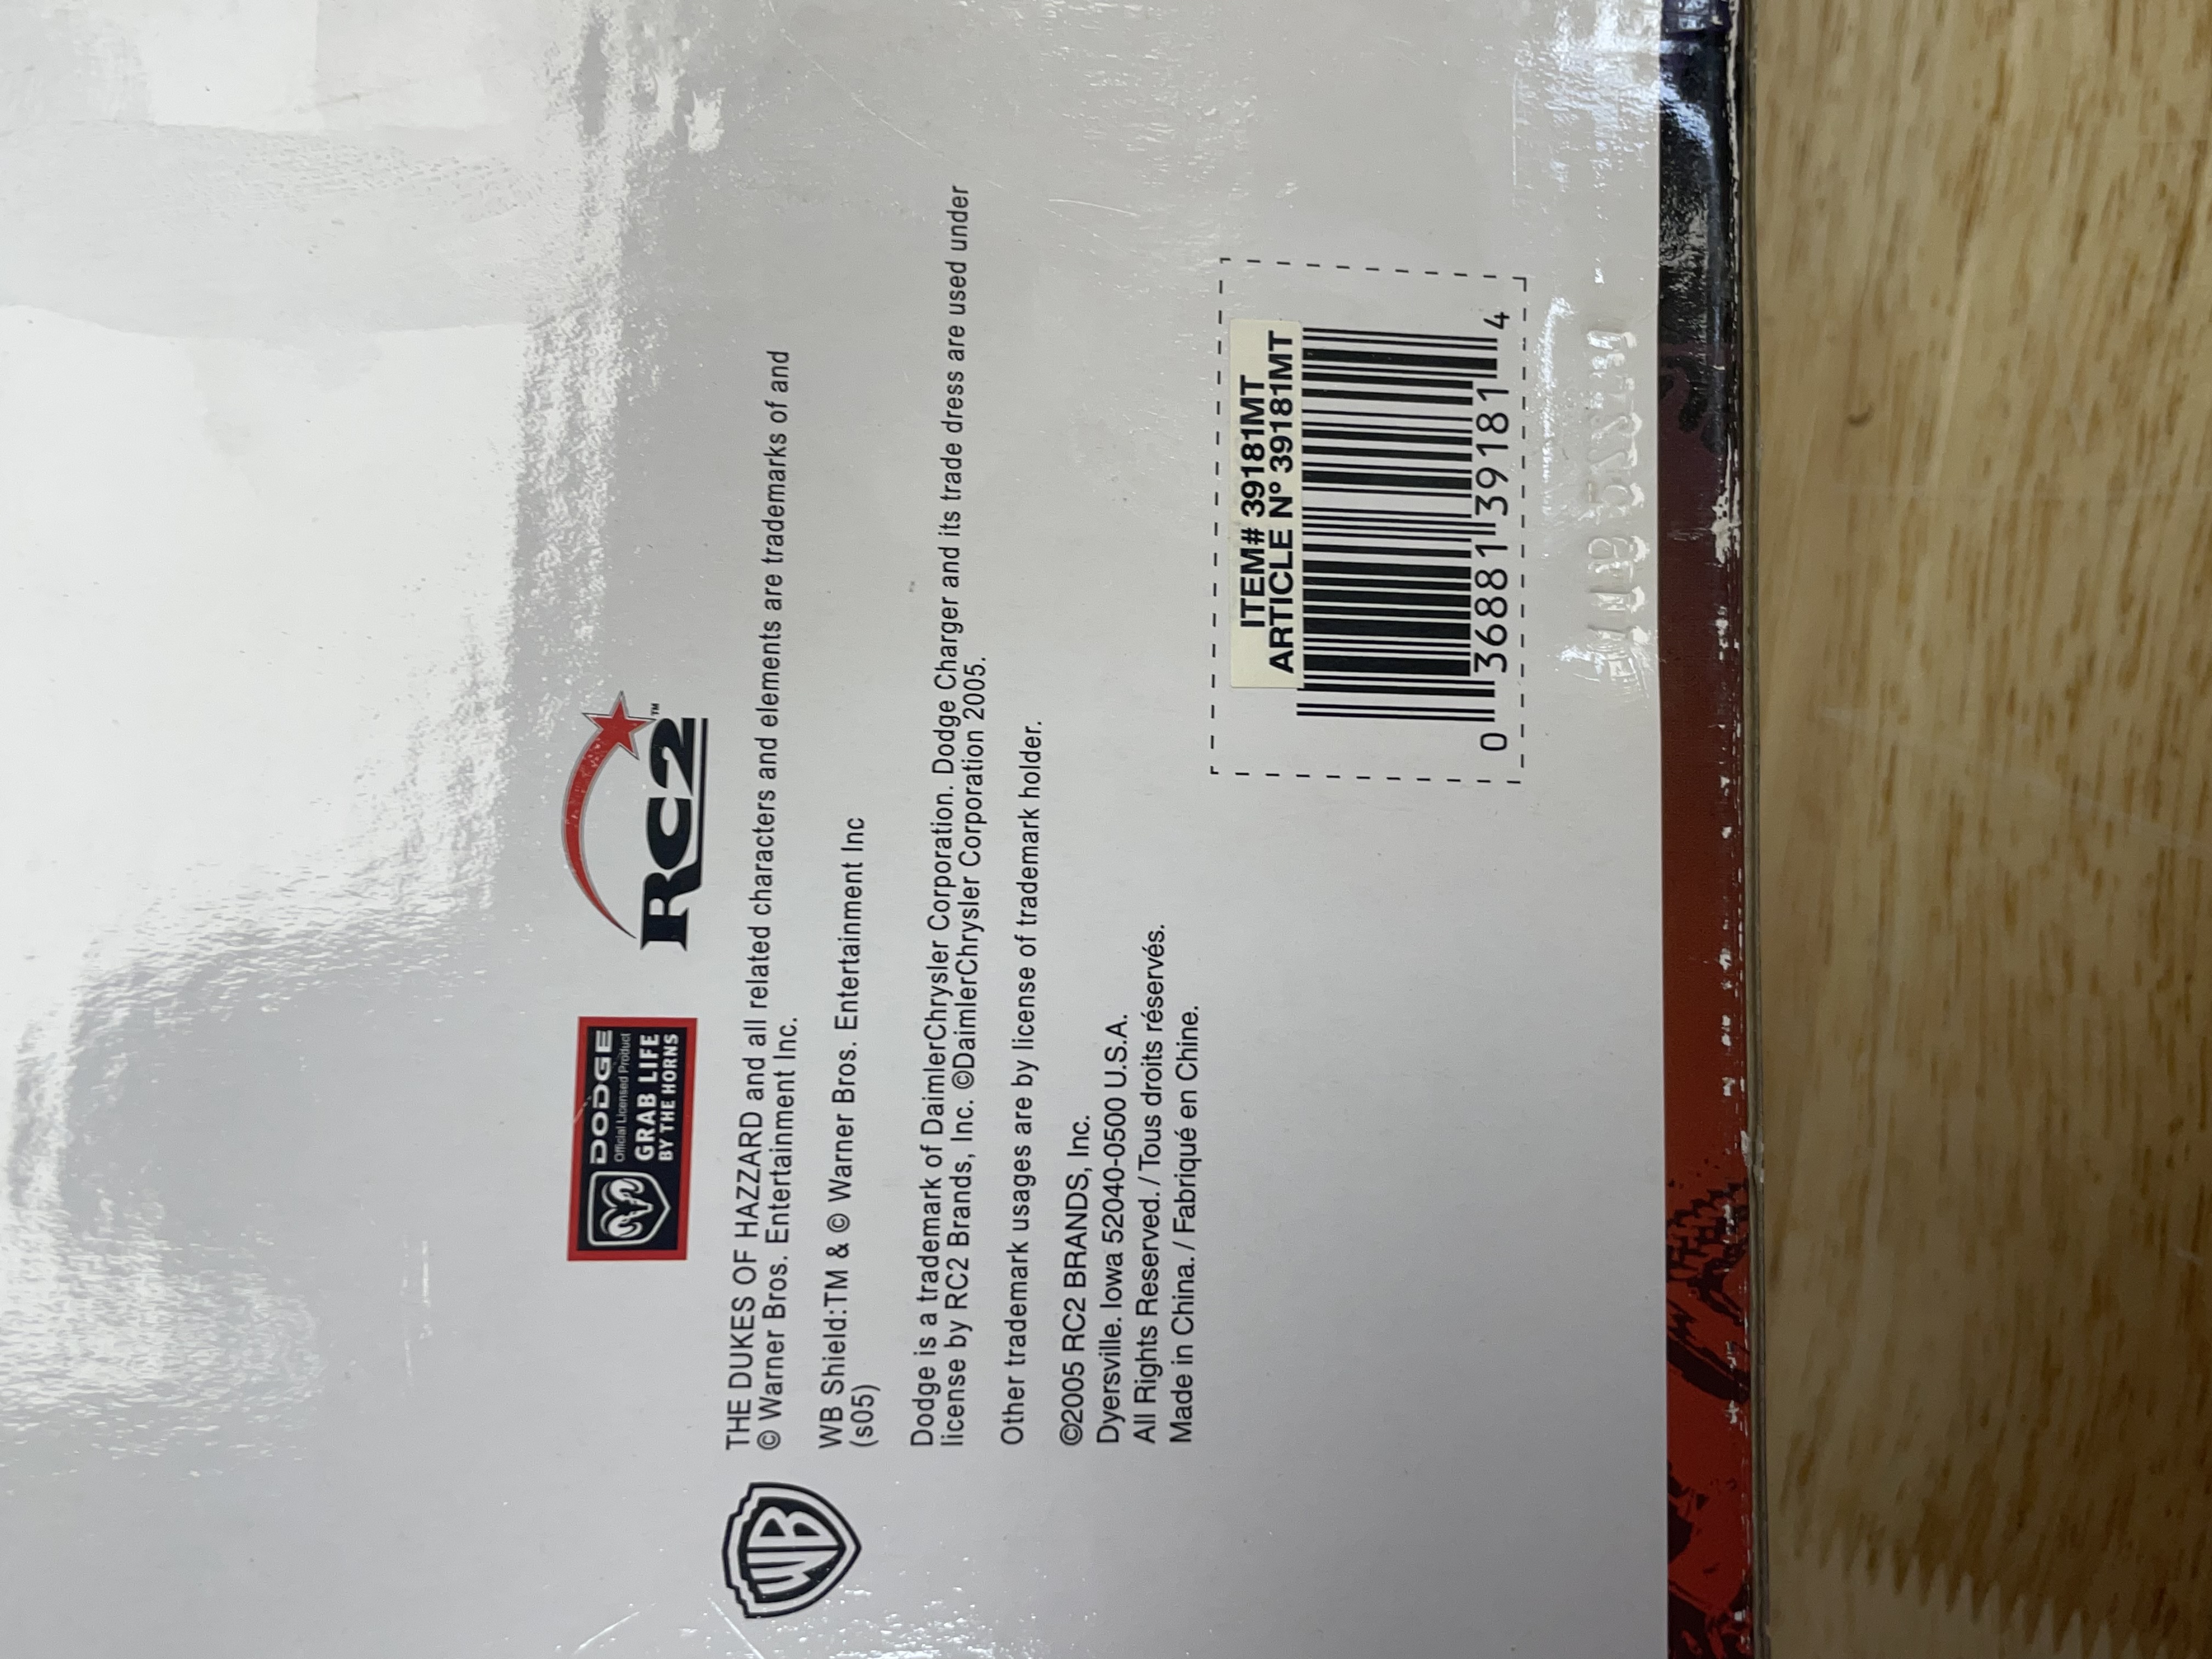 DODGE
Official Licensed Product
GRAB LIFE
BY THE HORNS
RC2™
WB
THE DUKES OF HAZZARD and all related characters and elements are trademarks of and
© Warner Bros. Entertainment Inc.
WB Shield:TM & © Warner Bros. Entertainment Inc
(s05)
Dodge is a trademark of DaimlerChrysler Corporation. Dodge Charger and its trade dress are used under
license by RC2 Brands, Inc. ©DaimlerChrysler Corporation 2005.
Other trademark usages are by license of trademark holder.
©2005 RC2 BRANDS, Inc.
Dyersville. Iowa 52040-0500 U.S.A.
All Rights Reserved. / Tous droits réservés.
Made in China. / Fabriqué en Chine.
ITEM# 39181MT
ARTICLE N° 39181MT
0 36881 39181 4